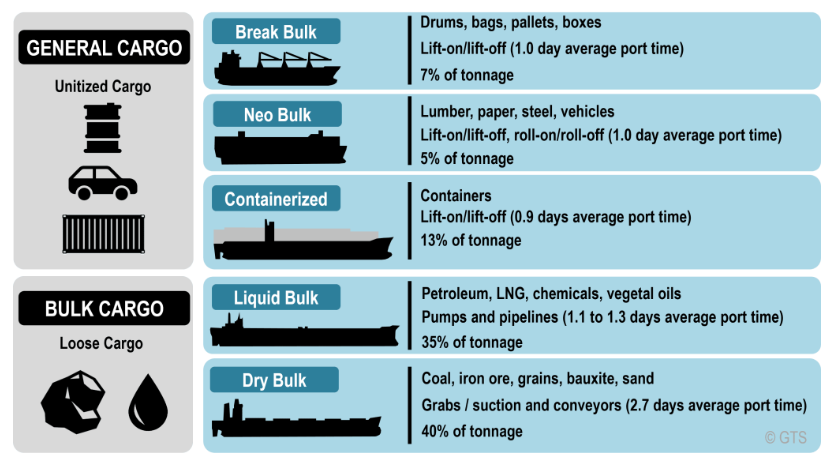 GENERAL CARGO
Unitized Cargo
Break Bulk
Drums, bags, pallets, boxes
Lift-on/lift-off (1.0 day average port time)
7% of tonnage
Neo Bulk
Lumber, paper, steel, vehicles
Lift-on/lift-off, roll-on/roll-off (1.0 day average port time)
5% of tonnage
Containerized
Containers
Lift-on/lift-off (0.9 days average port time)
13% of tonnage
BULK CARGO
Loose Cargo
Liquid Bulk
Petroleum, LNG, chemicals, vegetal oils
Pumps and pipelines (1.1 to 1.3 days average port time)
35% of tonnage
Dry Bulk
Coal, iron ore, grains, bauxite, sand
Grabs / suction and conveyors (2.7 days average port time)
40% of tonnage
© GTS